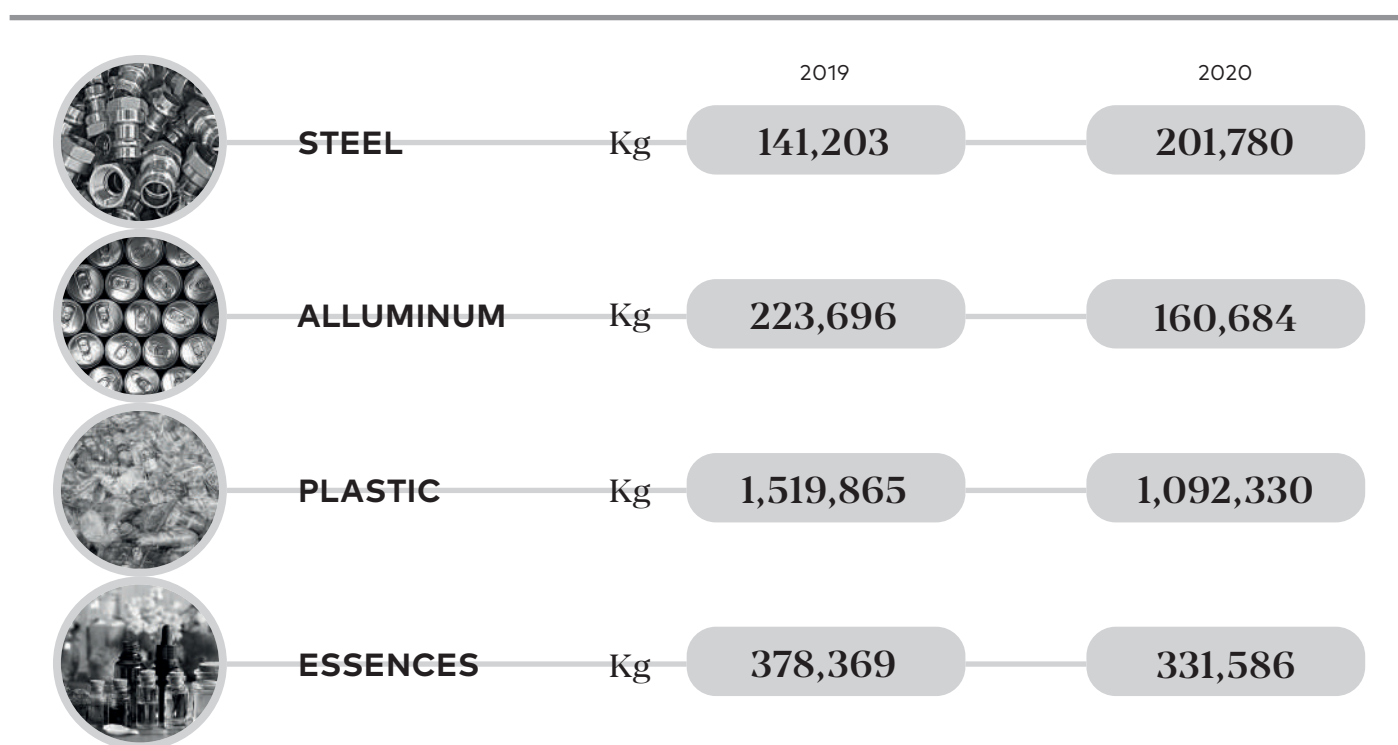 2019 2020
STEEL Kg 141,203 201,780
ALLUMINUM Kg 223,696 160,684
PLASTIC Kg 1,519,865 1,092,330
ESSENCES Kg 378,369 331,586